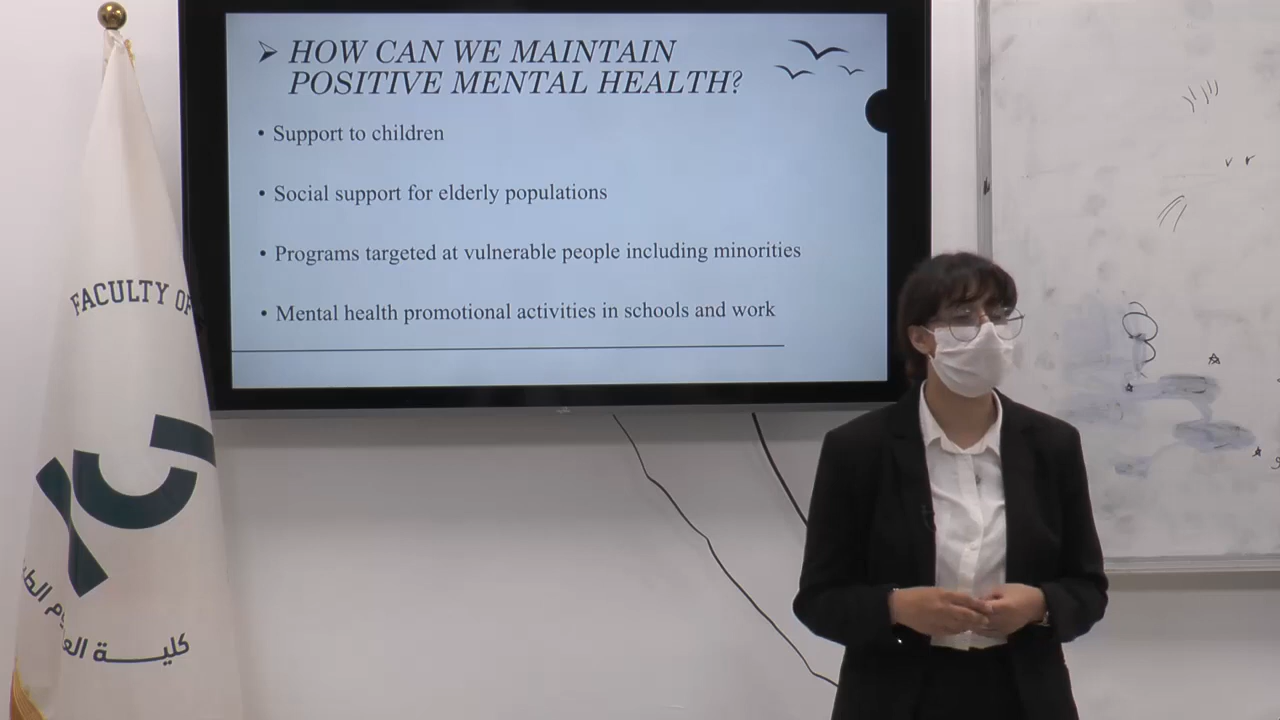 ➢ HOW CAN WE MAINTAIN
POSITIVE MENTAL HEALTH?
• Support to children
• Social support for elderly populations
• Programs targeted at vulnerable people including minorities
• Mental health promotional activities in schools and work
FACULTY OF
كلية